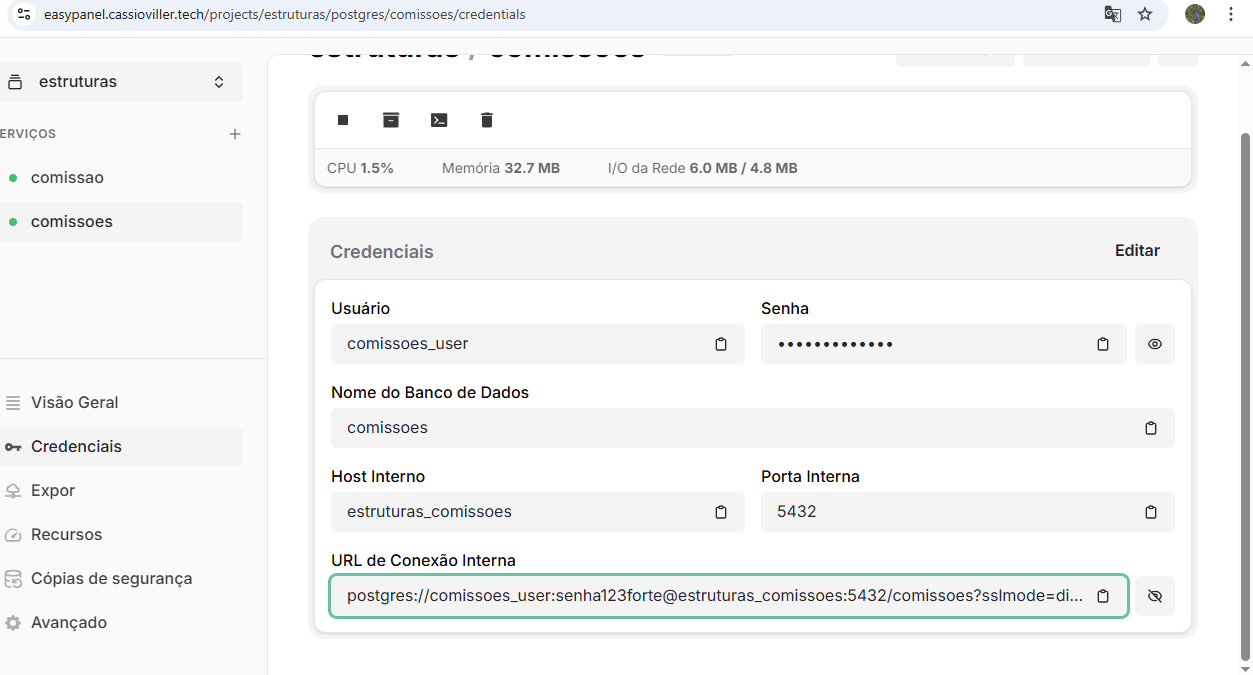 easypanel.cassioviller.tech/projects/estruturas/postgres/comissoes/credentials
estruturas / comissoes
estruturas
ERVIÇOS
comissao
comissoes
Visão Geral
Credenciais
Expor
Recursos
Cópias de segurança
Avançado
CPU 1.5% Memória 32.7 MB I/O da Rede 6.0 MB / 4.8 MB
Credenciais Editar
Usuário Senha
comissoes_user •••••••••••••
Nome do Banco de Dados
comissoes
Host Interno Porta Interna
estruturas_comissoes 5432
URL de Conexão Interna
postgres://comissoes_user:senha123forte@estruturas_comissoes:5432/comissoes?sslmode=di...